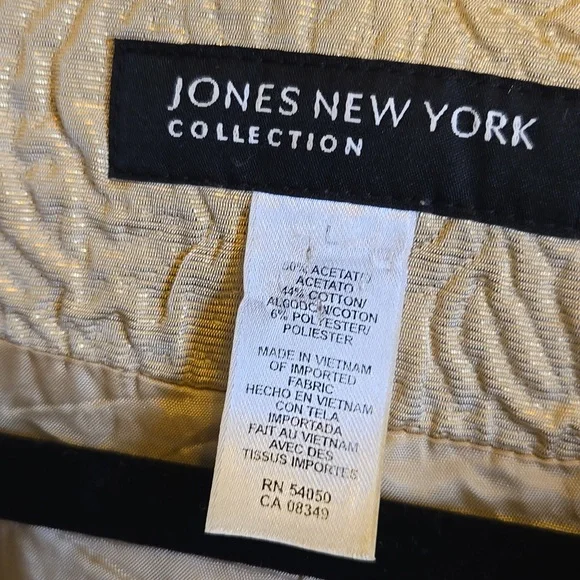 JONES NEW YORK
COLLECTION
L
50% ACETAT/
ACETATO
44% COTTON/
ALGODON/COTON
6% POLYESTER/
POLIESTER
MADE IN VIETNAM
OF IMPORTED
FABRIC
HECHO EN VIETNAM
CON TELA
IMPORTADA
FAIT AU VIETNAM
AVEC DES
TISSUS IMPORTES
RN 54050
CA 08349